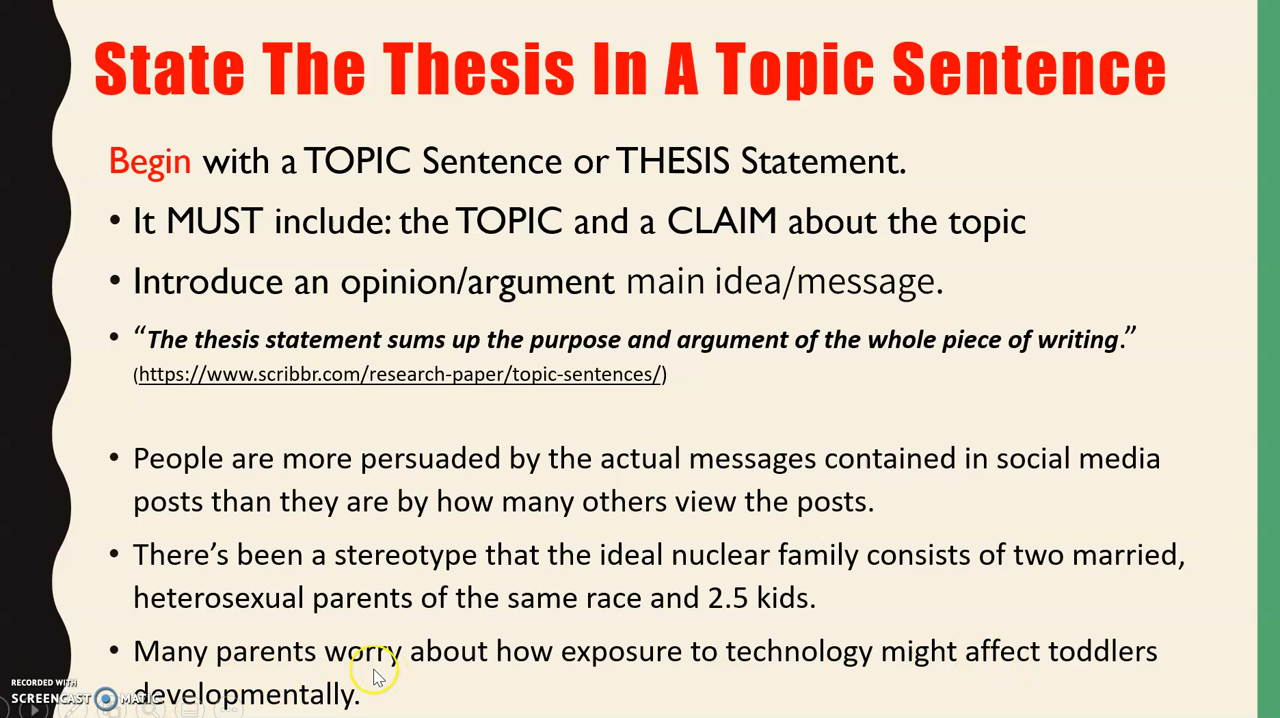 State The Thesis In A Topic Sentence
Begin with a TOPIC Sentence or THESIS Statement.
• It MUST include: the TOPIC and a CLAIM about the topic
• Introduce an opinion/argument main idea/message.
• “The thesis statement sums up the purpose and argument of the whole piece of writing.”
(https://www.scribbr.com/research-paper/topic-sentences/)
• People are more persuaded by the actual messages contained in social media
posts than they are by how many others view the posts.
• There’s been a stereotype that the ideal nuclear family consists of two married,
heterosexual parents of the same race and 2.5 kids.
• Many parents worry about how exposure to technology might affect toddlers
developmentally.
RECORDED WITH
SCREENCAST MATIC